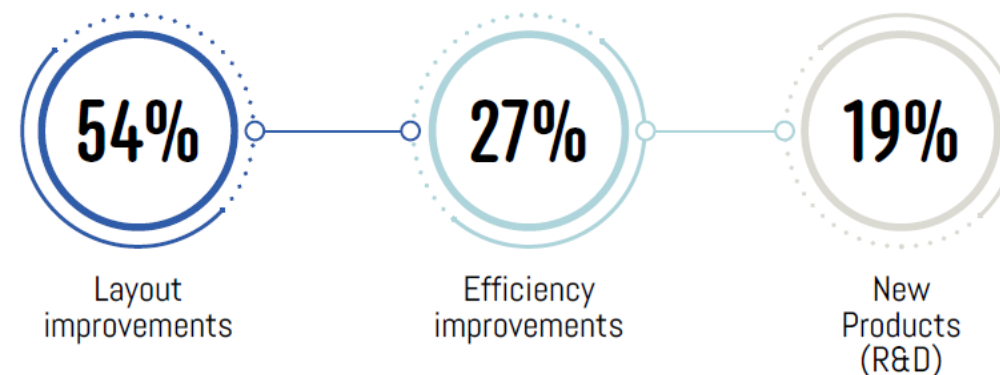 54%
27%
19%
Layout
improvements
Efficiency
improvements
New
Products
(R&D)